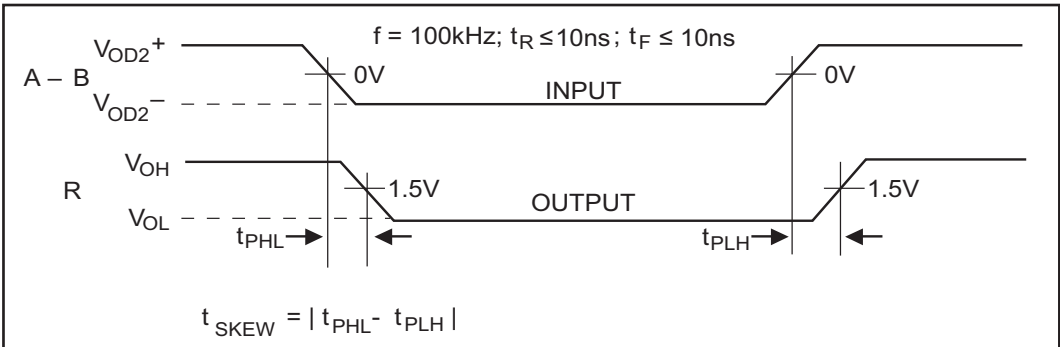 f = 100kHz; tR ≤10ns; tF ≤ 10ns
VOD2+
A – B
0V
0V
INPUT
VOD2–
VOH
R
1.5V
1.5V
OUTPUT
VOL
tPHL
tPLH
tSKEW = | tPHL- tPLH |